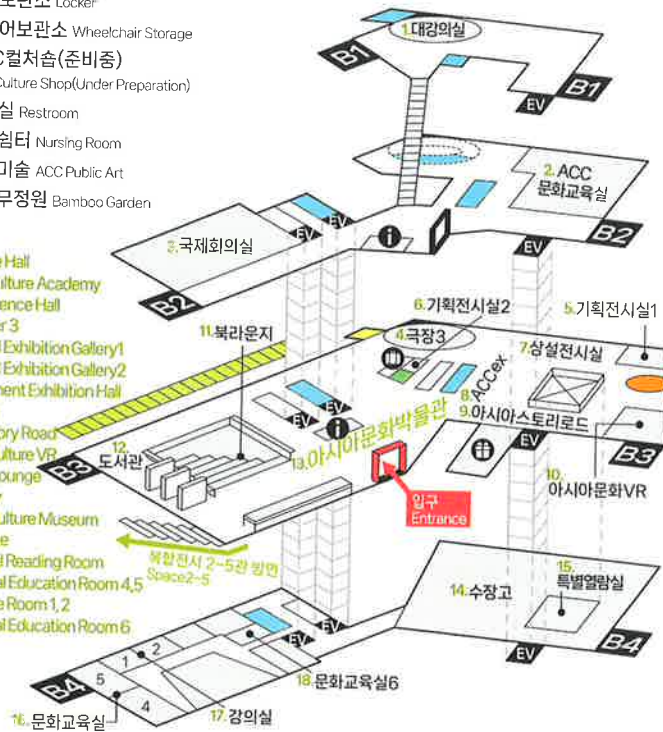 Locker
어보관소 Wheelchair Storage
컬처숍(준비중)
Culture Shop(Under Preparation)
실 Restroom
쉼터 Nursing Room
미술 ACC Public Art
무정원 Bamboo Garden
Hall
ulture Academy
ence Hall
r 3
Exhibition Gallery1
Exhibition Gallery2
ent Exhibition Hall
ory Road
ulture VR
ounge
ulture Museum
e
Reading Room
al Education Room 4,5
e Room 1, 2
al Education Room 6
1.대강의실
B1
B1
EV
2.ACC
문화교육실
B2
EV
3.국제회의실
EV
EV
B2
6.기획전시실2
5.기획전시실1
11.북라운지
4.극장3
7.상설전시실
8.ACCex
9.아시아스토리로드
EV
EV
EV
13.아시아문화박물관
12.
도서관
B3
B3
10.
아시아문화VR
입구
Entrance
복합전시 2-5관 방면
Space2-5
14.수장고
15.
특별열람실
B4
EV
EV
EV
1
2
5
4
B4
18.문화교육실6
17.강의실
16.문화교육실